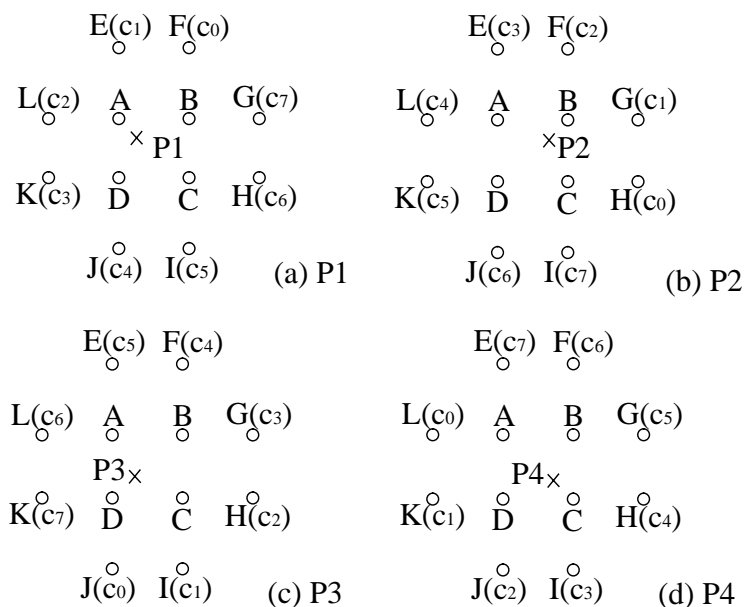 E(c1) F(c0) E(c3) F(c2)
L(c2) A B G(c7) L(c4) A B G(c1)
P1 P2
K(c3) D C H(c6) K(c5) D C H(c0)
J(c4) I(c5) (a) P1 J(c6) I(c7) (b) P2
E(c5) F(c4) E(c7) F(c6)
L(c6) A B G(c3) L(c0) A B G(c5)
P3 P4
K(c7) D C H(c2) K(c1) D C H(c4)
J(c0) I(c1) (c) P3 J(c2) I(c3) (d) P4